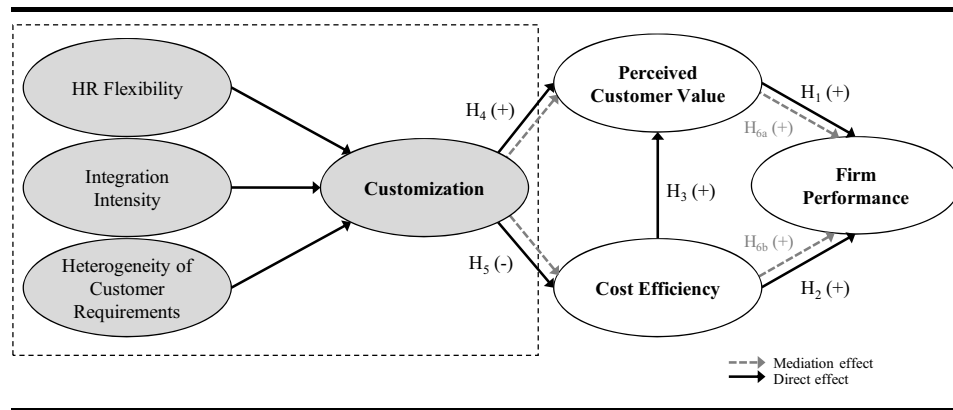 HR Flexibility
Integration
Intensity
Heterogeneity of
Customer
Requirements
Customization
H4 (+)
H5 (-)
Perceived
Customer Value
H3 (+)
Cost Efficiency
H1 (+)
H6a (+)
H6b (+)
H2 (+)
Firm
Performance
Mediation effect
Direct effect